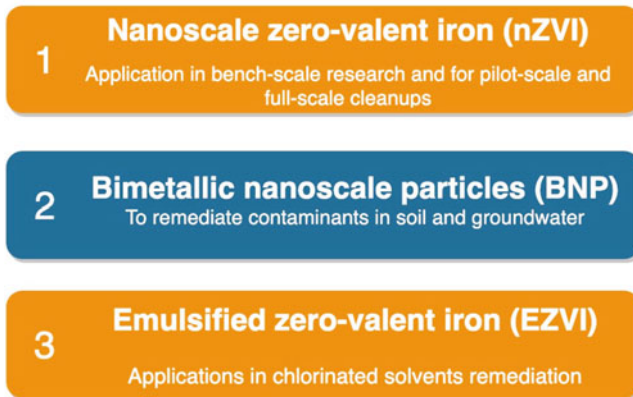 1
Nanoscale zero-valent iron (nZVI)
Application in bench-scale research and for pilot-scale and
full-scale cleanups
2
Bimetallic nanoscale particles (BNP)
To remediate contaminants in soil and groundwater
3
Emulsified zero-valent iron (EZVI)
Applications in chlorinated solvents remediation